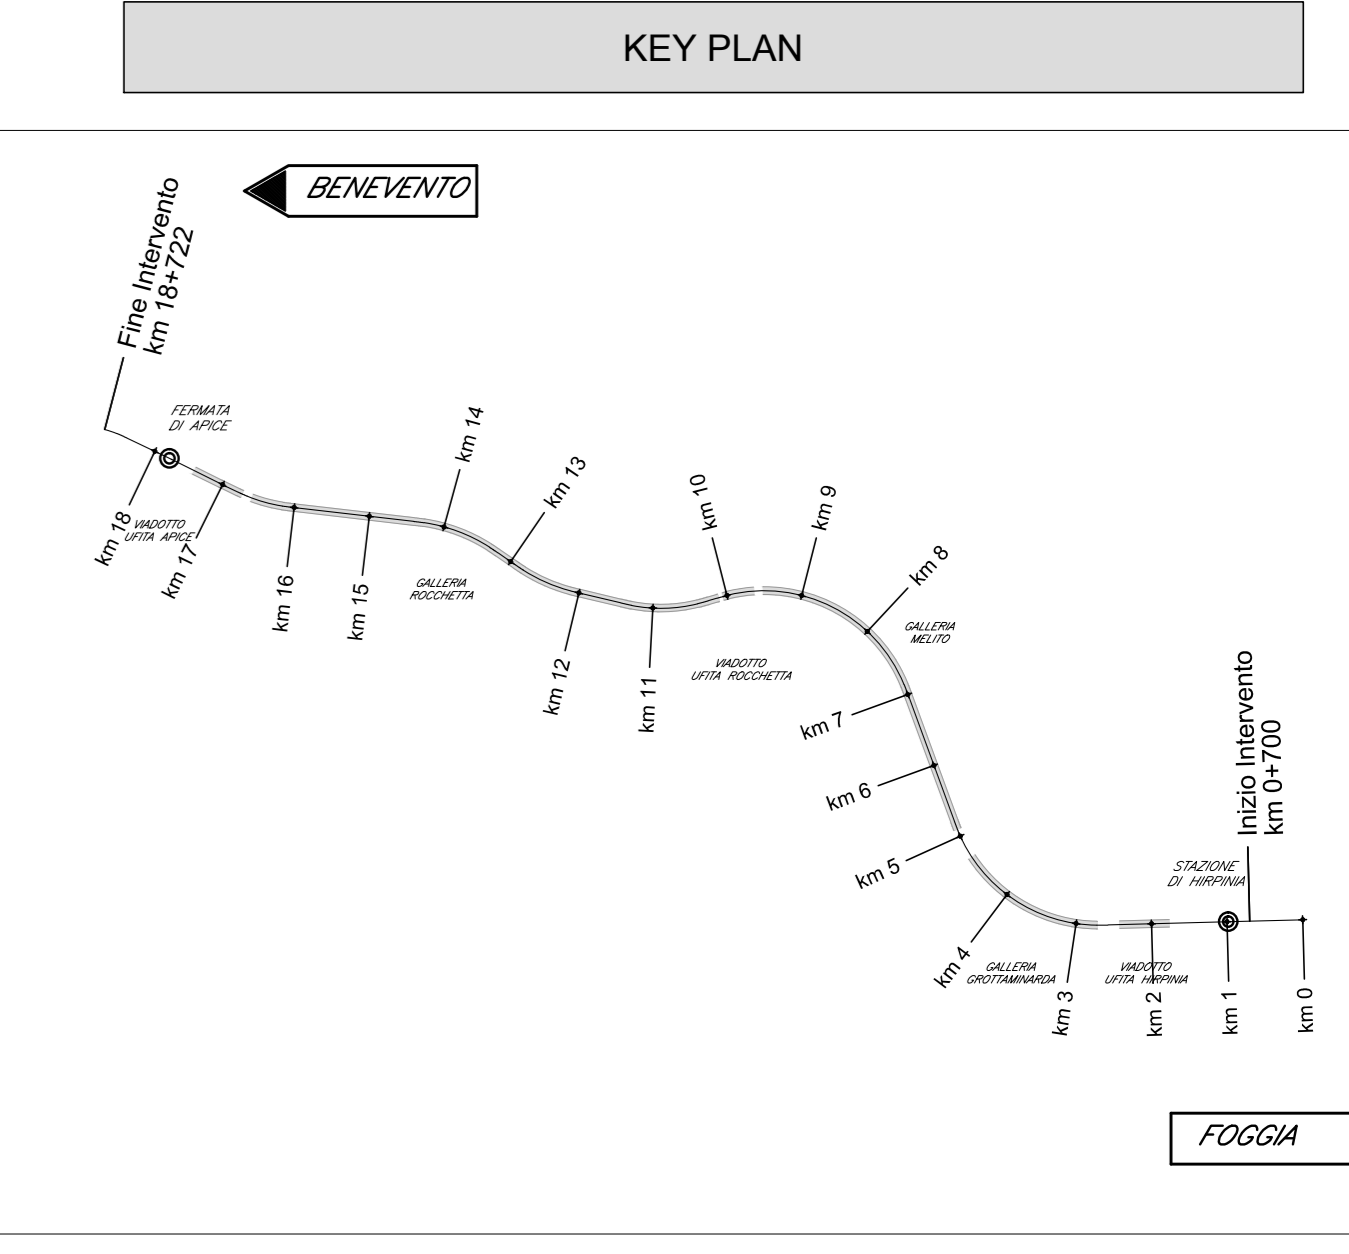 KEY PLAN
BENEVENTO
Fine Intervento
km 18+722
FERMATA
DI APICE
km 14
km 13
km 10
km 9
km 8
km 18
VIADOTTO
UFITA APICE
km 17
km 16
km 15
GALLERIA
ROCCHETTA
km 12
km 11
VIADOTTO
UFITA ROCCHETTA
GALLERIA
MELITO
km 7
km 6
km 5
Inizio Intervento
km 0+700
STAZIONE
DI HIRPINIA
km 4
GALLERIA
GROTTAMINARDA
km 3
VIADOTTO
UFITA HIRPINIA
km 2
km 1
km 0
FOGGIA